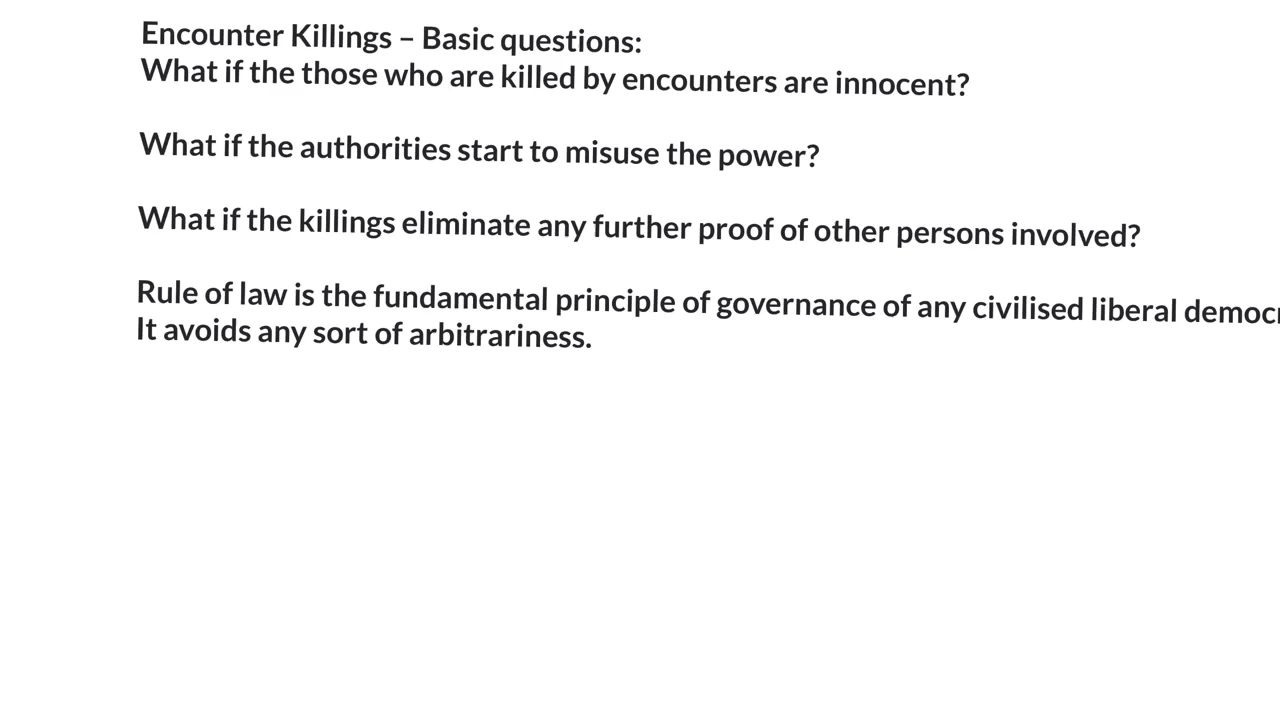 Encounter Killings – Basic questions:
What if the those who are killed by encounters are innocent?
What if the authorities start to misuse the power?
What if the killings eliminate any further proof of other persons involved?
Rule of law is the fundamental principle of governance of any civilised liberal
It avoids any sort of arbitrariness.